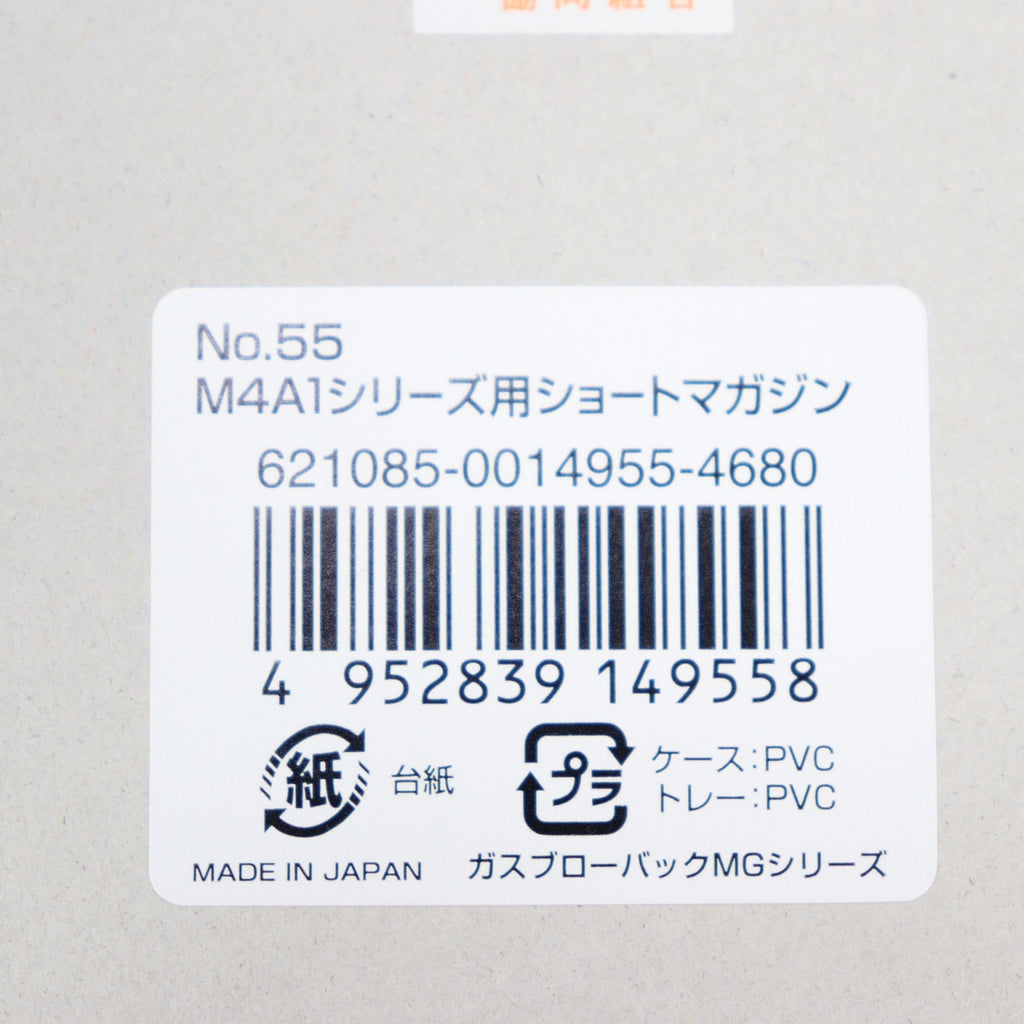 No.55
M4A1シリーズ用ショートマガジン
621085-0014955-4680
4 952839 149558
紙 台紙
プラ ケース:PVC
トレー:PVC
MADE IN JAPAN ガスブローバックMGシリーズ